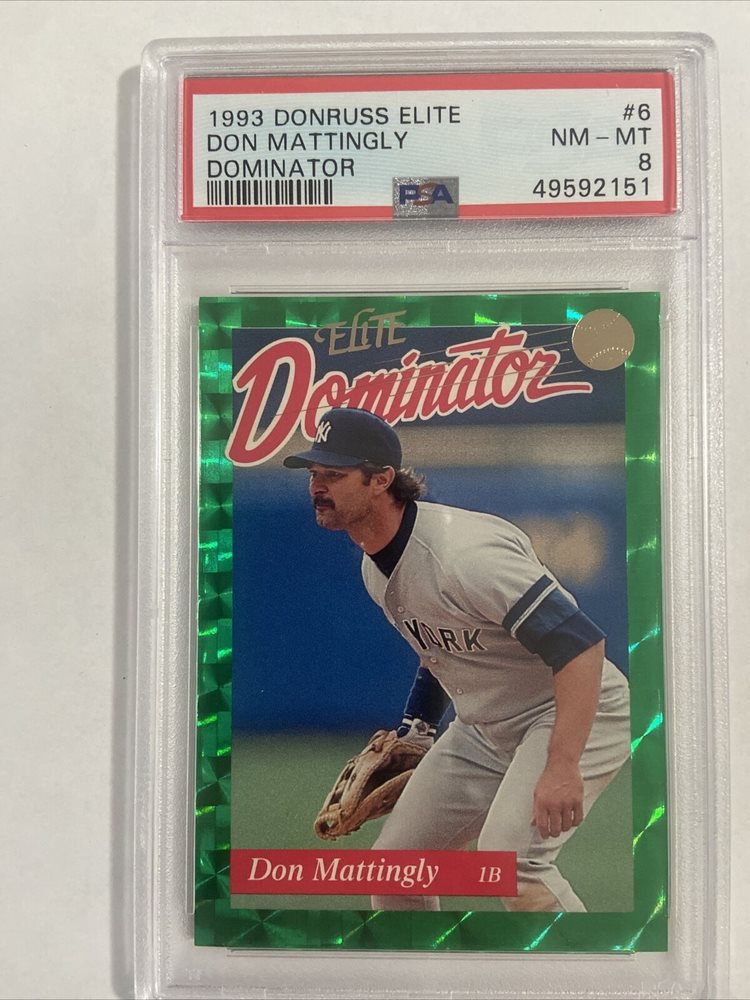 1993 DONRUSS ELITE #6
DON MATTINGLY NM - MT
DOMINATOR 8
PSA 49592151
ELITE
Dominator
NY
YORK
Don Mattingly 1B